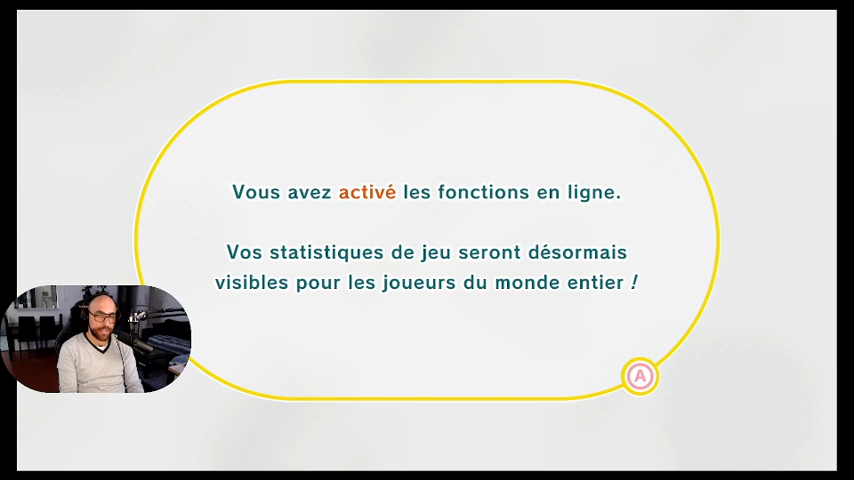 Vous avez activé les fonctions en ligne.
Vos statistiques de jeu seront désormais
visibles pour les joueurs du monde entier !
A